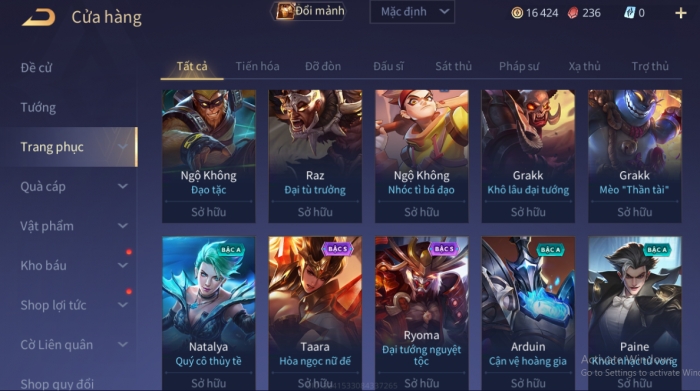 Cửa hàng
Đổi mảnh
Mặc định
16 424
236
0
Đề cử
Tướng
Trang phục
Quà cáp
Vật phẩm
Kho báu
Shop lợi tức
Cờ Liên quân
Shop quy đổi
Tất cả
Tiến hóa
Đỡ đòn
Đấu sĩ
Sát thủ
Pháp sư
Xạ thủ
Trợ thủ
Ngộ Không
Đạo tặc
Sở hữu
Raz
Đại tù trưởng
Sở hữu
Ngộ Không
Nhóc tì bá đạo
Sở hữu
Grakk
Khô lâu đại tướng
Sở hữu
Grakk
Mèo "Thần tài"
Sở hữu
BẬC A
Natalya
Quý cô thủy tề
Sở hữu
BẬC S
Taara
Hỏa ngọc nữ đế
Sở hữu
BẬC S
Ryoma
Đại tướng nguyệt
tộc
Sở hữu
BẬC A
Arduin
Cận vệ hoàng gia
Sở hữu
BẬC A
Paine
Khúc nhạc tử vong
Sở hữu
Activate Windows
Go to Settings to activate Win